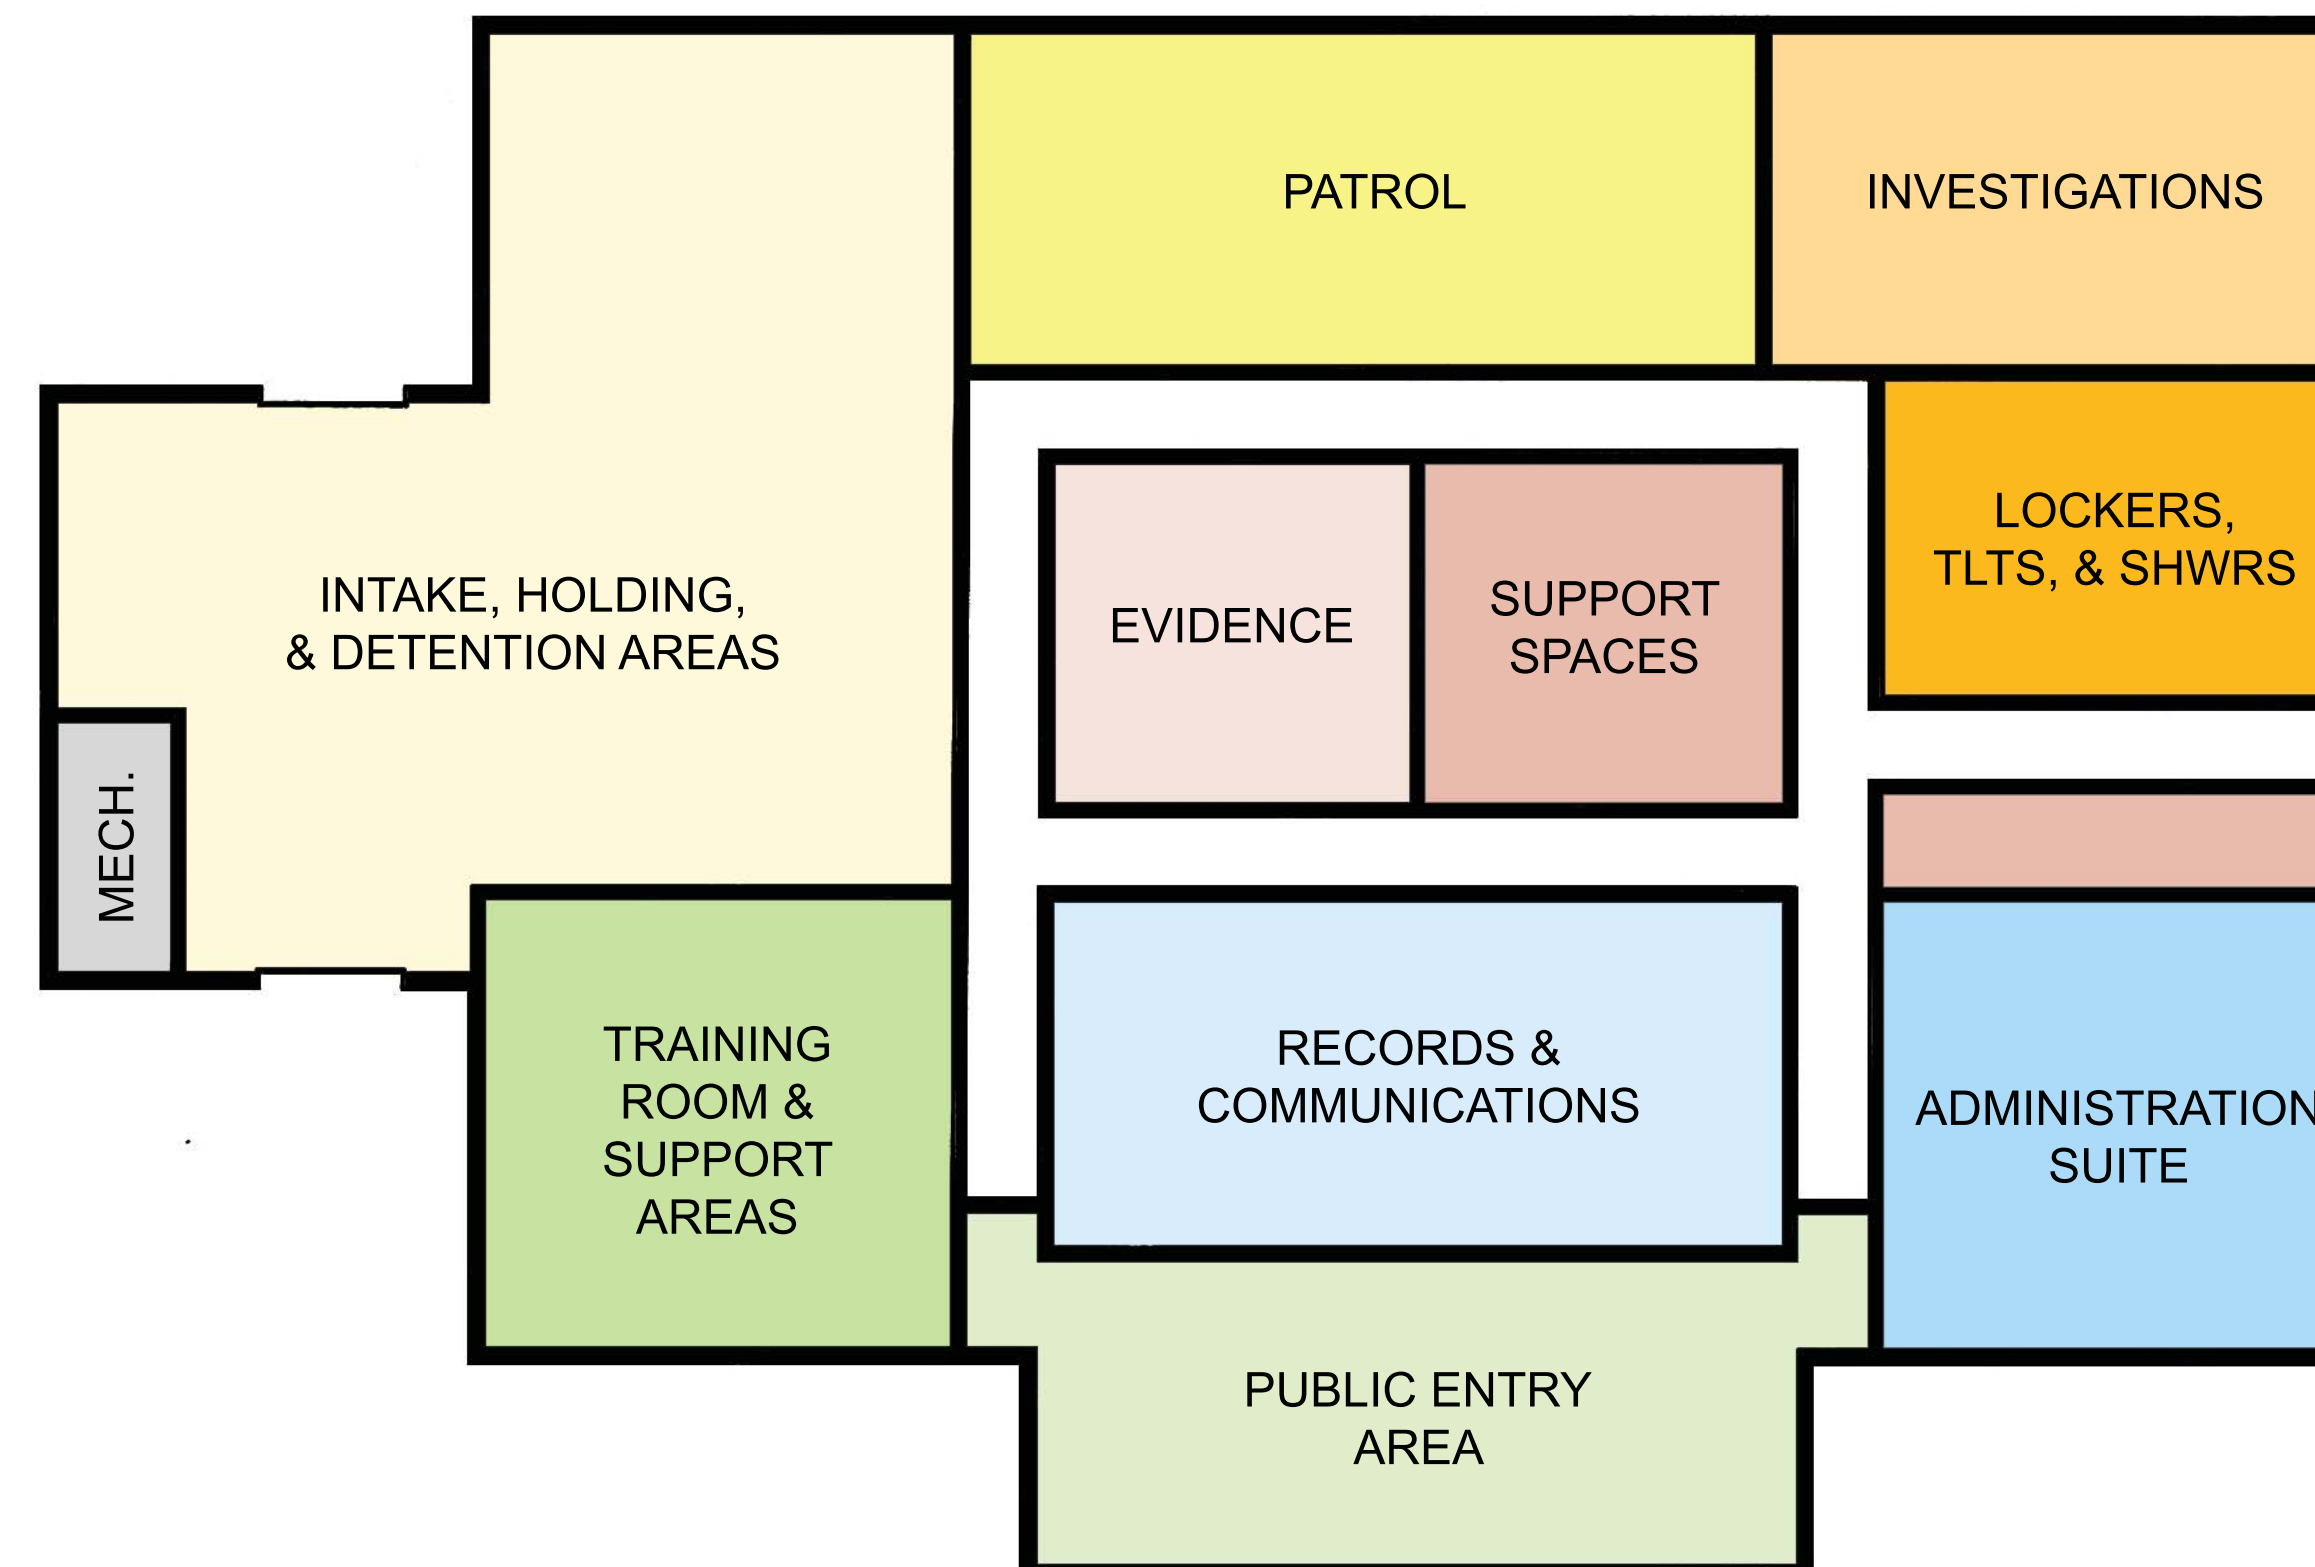 PATROL
INVESTIGATIONS
LOCKERS,
TLTS, & SHWRS
INTAKE, HOLDING,
& DETENTION AREAS
EVIDENCE
SUPPORT
SPACES
MECH.
TRAINING
ROOM &
SUPPORT
AREAS
RECORDS &
COMMUNICATIONS
ADMINISTRATION
SUITE
PUBLIC ENTRY
AREA